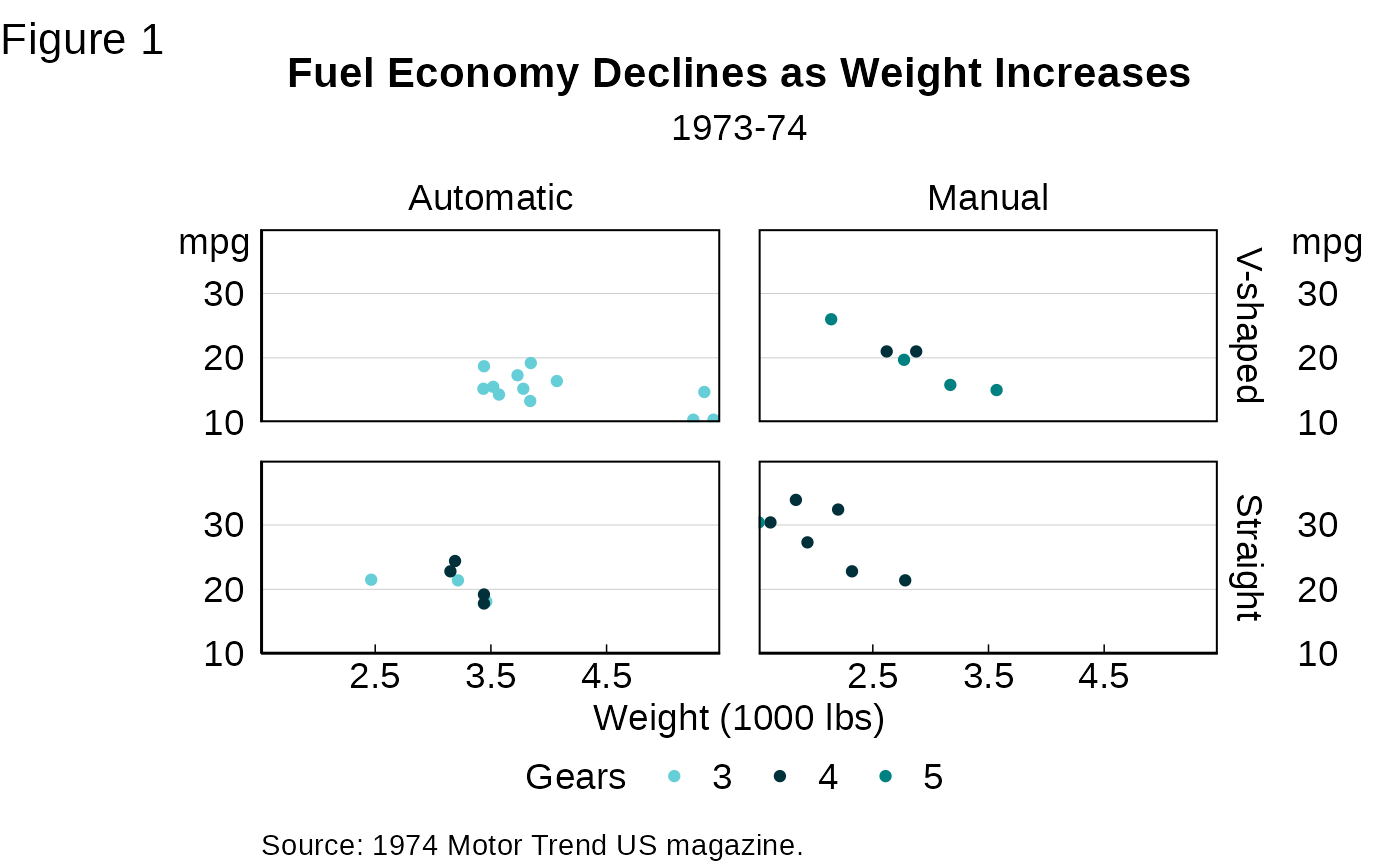 Figure 1
Fuel Economy Declines as Weight Increases
1973-74
Automatic Manual
mpg mpg
30 30
20 20
10 10
V-shaped
30 30
20 20
10 10
Straight
2.5 3.5 4.5 2.5 3.5 4.5
Weight (1000 lbs)
Gears 3 4 5
Source: 1974 Motor Trend US magazine.